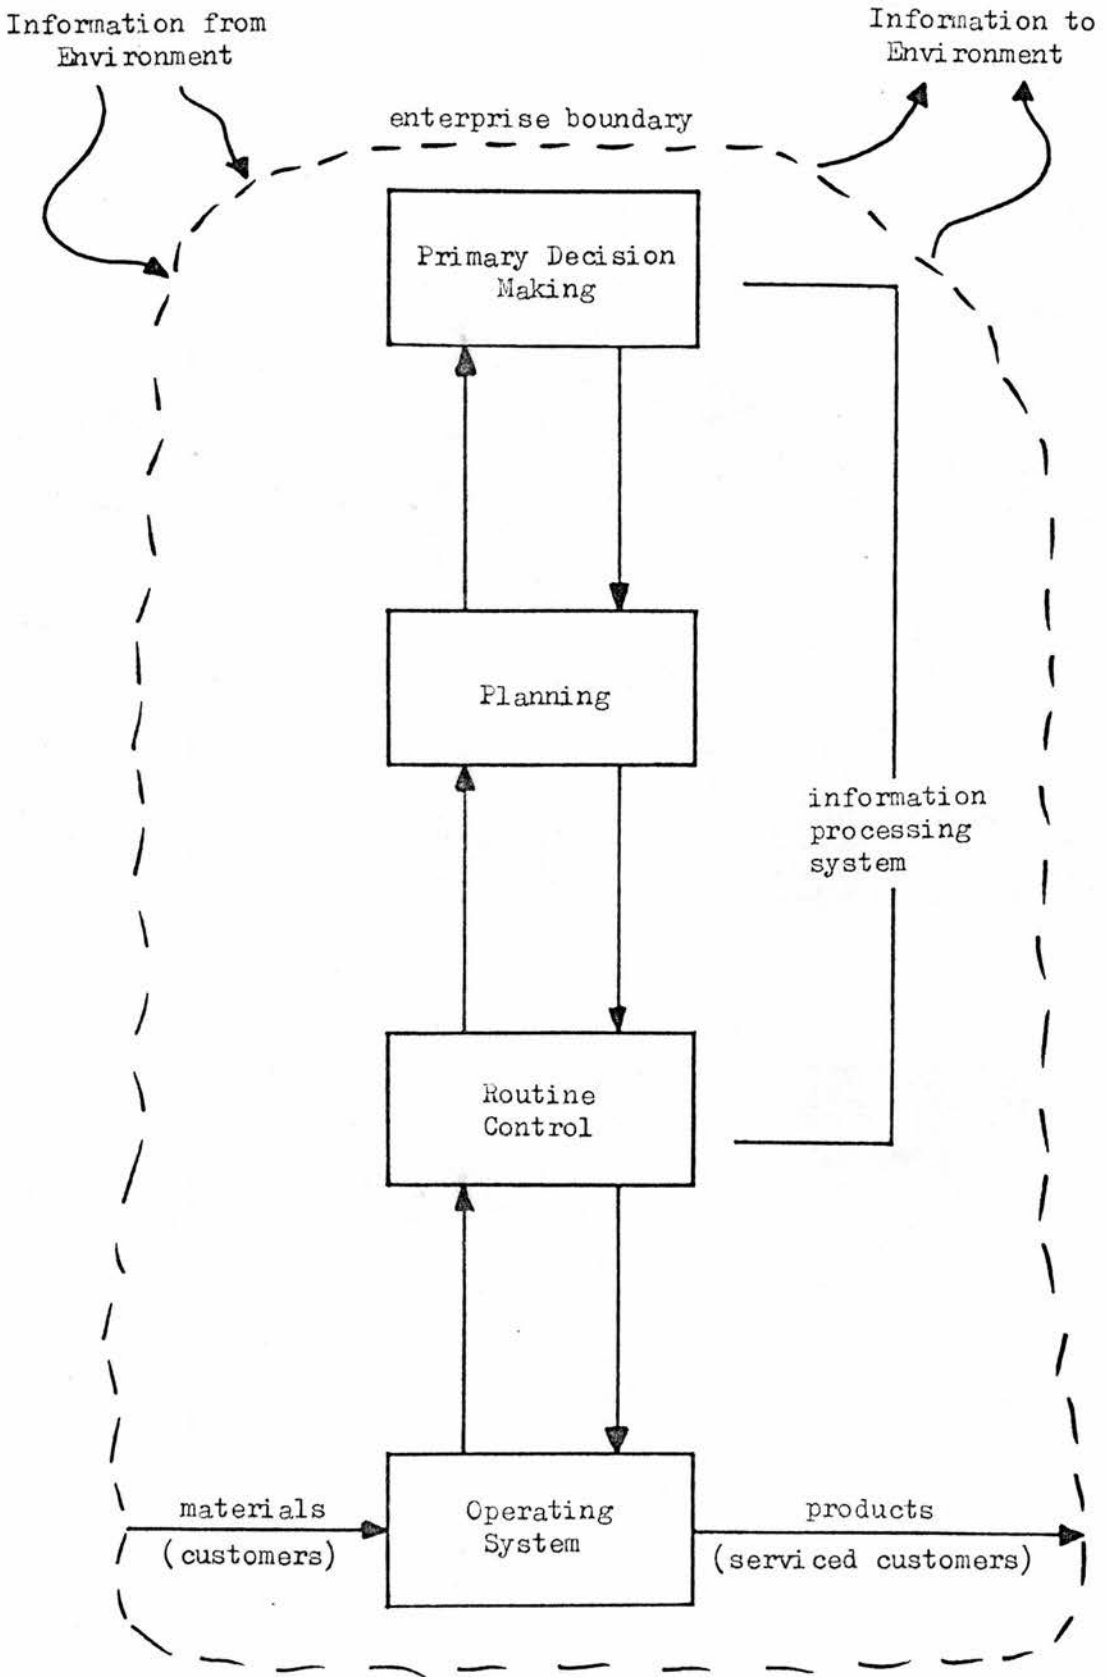 Information from
Environment
Information to
Environment
enterprise boundary
Primary Decision
Making
Planning
information
processing
system
Routine
Control
materials
(customers)
Operating
System
products
(serviced customers)